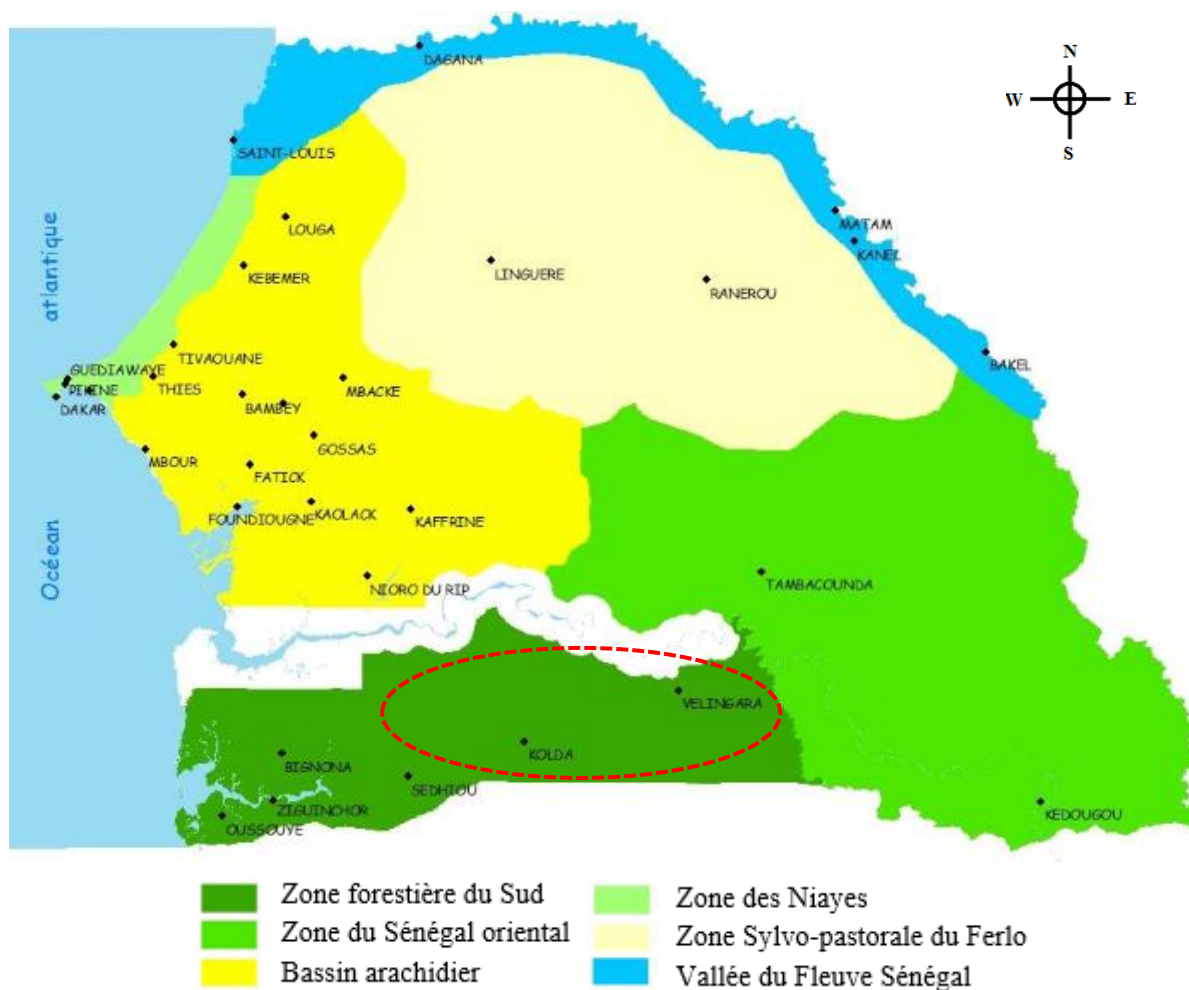 N
W E
S
DAGANA
SAINT-LOUIS
LOUGA
MATAM
KANEL
atlantique
KEBEMER
LINGUERE
RANEROU
TIVAOUANE
BAKEL
GUEDIAWAYE
PIKINE
THIES
MBACKE
DAKAR
BAMBEY
GOSSAS
MBOUR
FATICK
FOUNDIOUGNE
KAOLACK
KAFFRINE
Océean
NIORO DU RIP
TAMBACOUNDA
VELINGARA
KOLDA
BIGNONA
SEDHIOU
ZIGUINCHOR
OUSSOUYE
KEDOUGOU
Zone forestière du Sud
Zone du Sénégal oriental
Bassin arachidier
Zone des Niayes
Zone Sylvo-pastorale du Ferlo
Vallée du Fleuve Sénégal